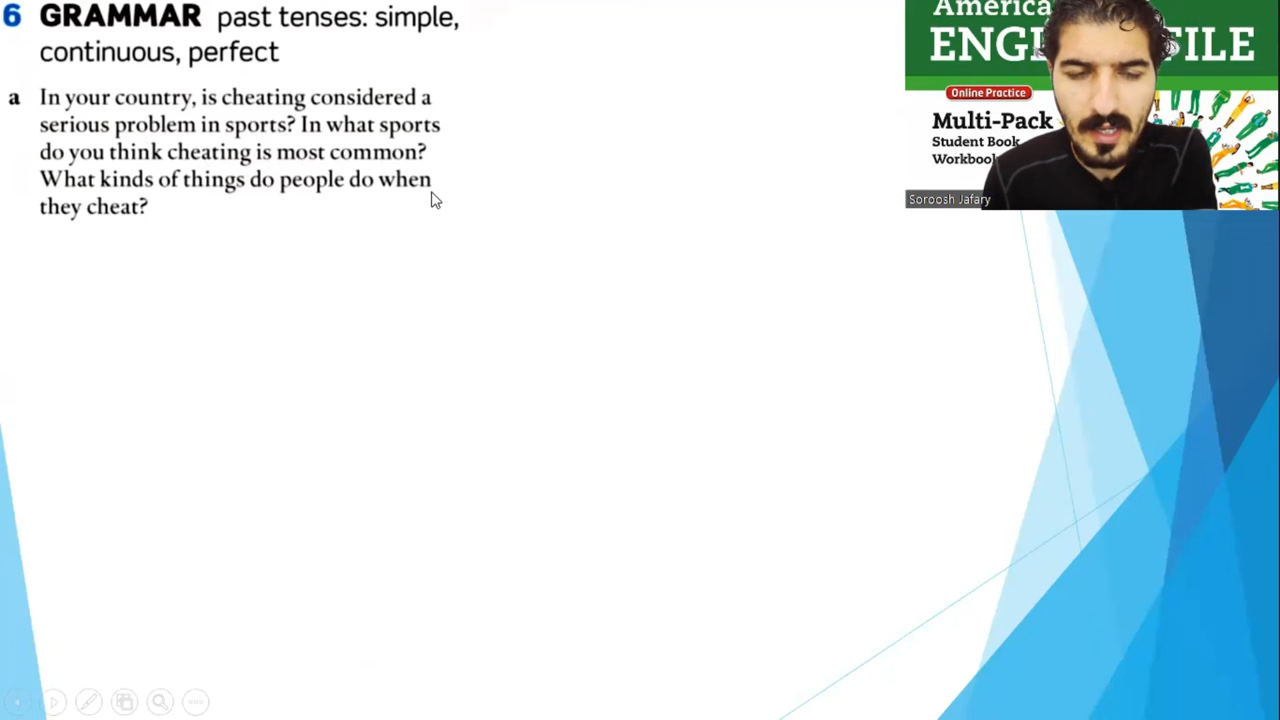 6 GRAMMAR past tenses: simple,
continuous, perfect
a In your country, is cheating considered a
serious problem in sports? In what sports
do you think cheating is most common?
What kinds of things do people do when
they cheat?
America
ENGL FILE
Online Practice
Multi-Pack
Student Book
Workbook
Soroosh Jafary